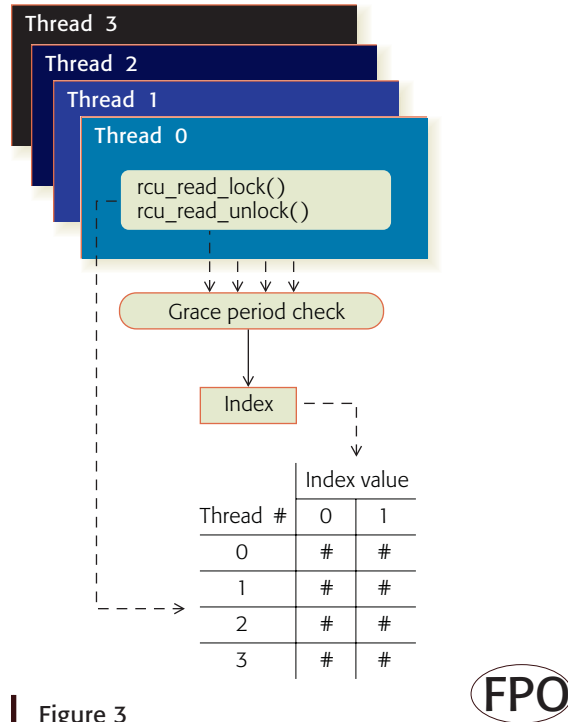 Thread 3
Thread 2
Thread 1
Thread 0
rcu_read_lock()
rcu_read_unlock()
Grace period check
Index
Index value
Thread # 0 1
0 # #
1 # #
2 # #
3 # #
FPO
Figure 3